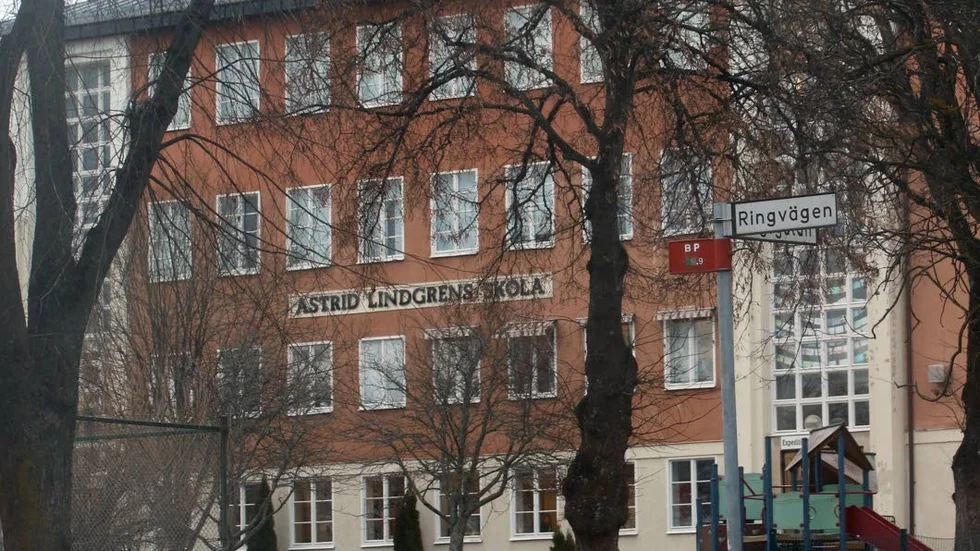 Ringvägen
BP
ASTRID LINDGRENS SKOLA